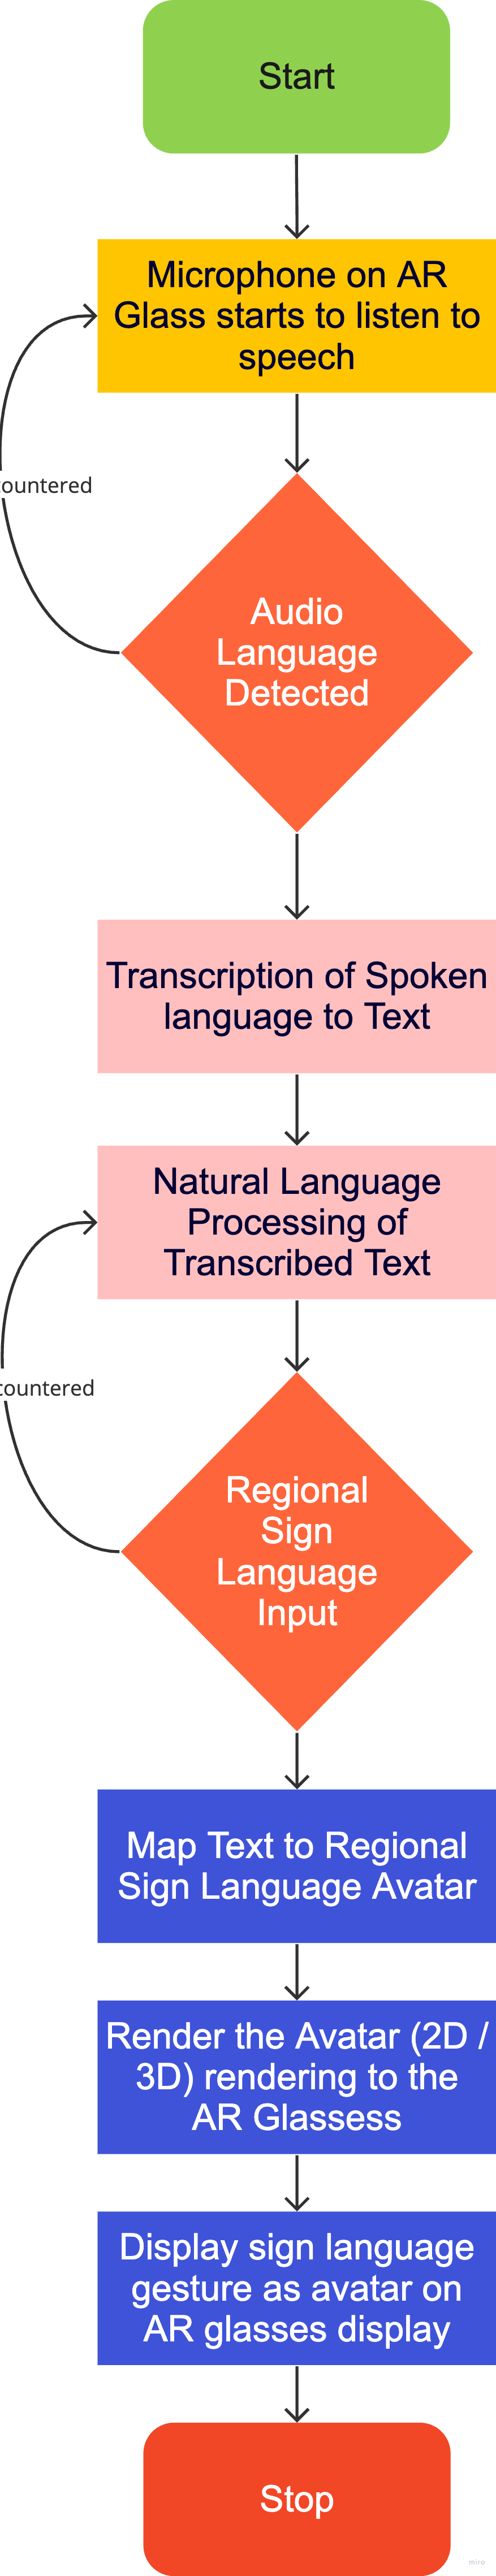 Start
Microphone on AR
Glass starts to listen to
speech
countered
Audio
Language
Detected
Transcription of Spoken
language to Text
Natural Language
Processing of
Transcribed Text
countered
Regional
Sign
Language
Input
Map Text to Regional
Sign Language Avatar
Render the Avatar (2D /
3D) rendering to the
AR Glassess
Display sign language
gesture as avatar on
AR glasses display
Stop
miro